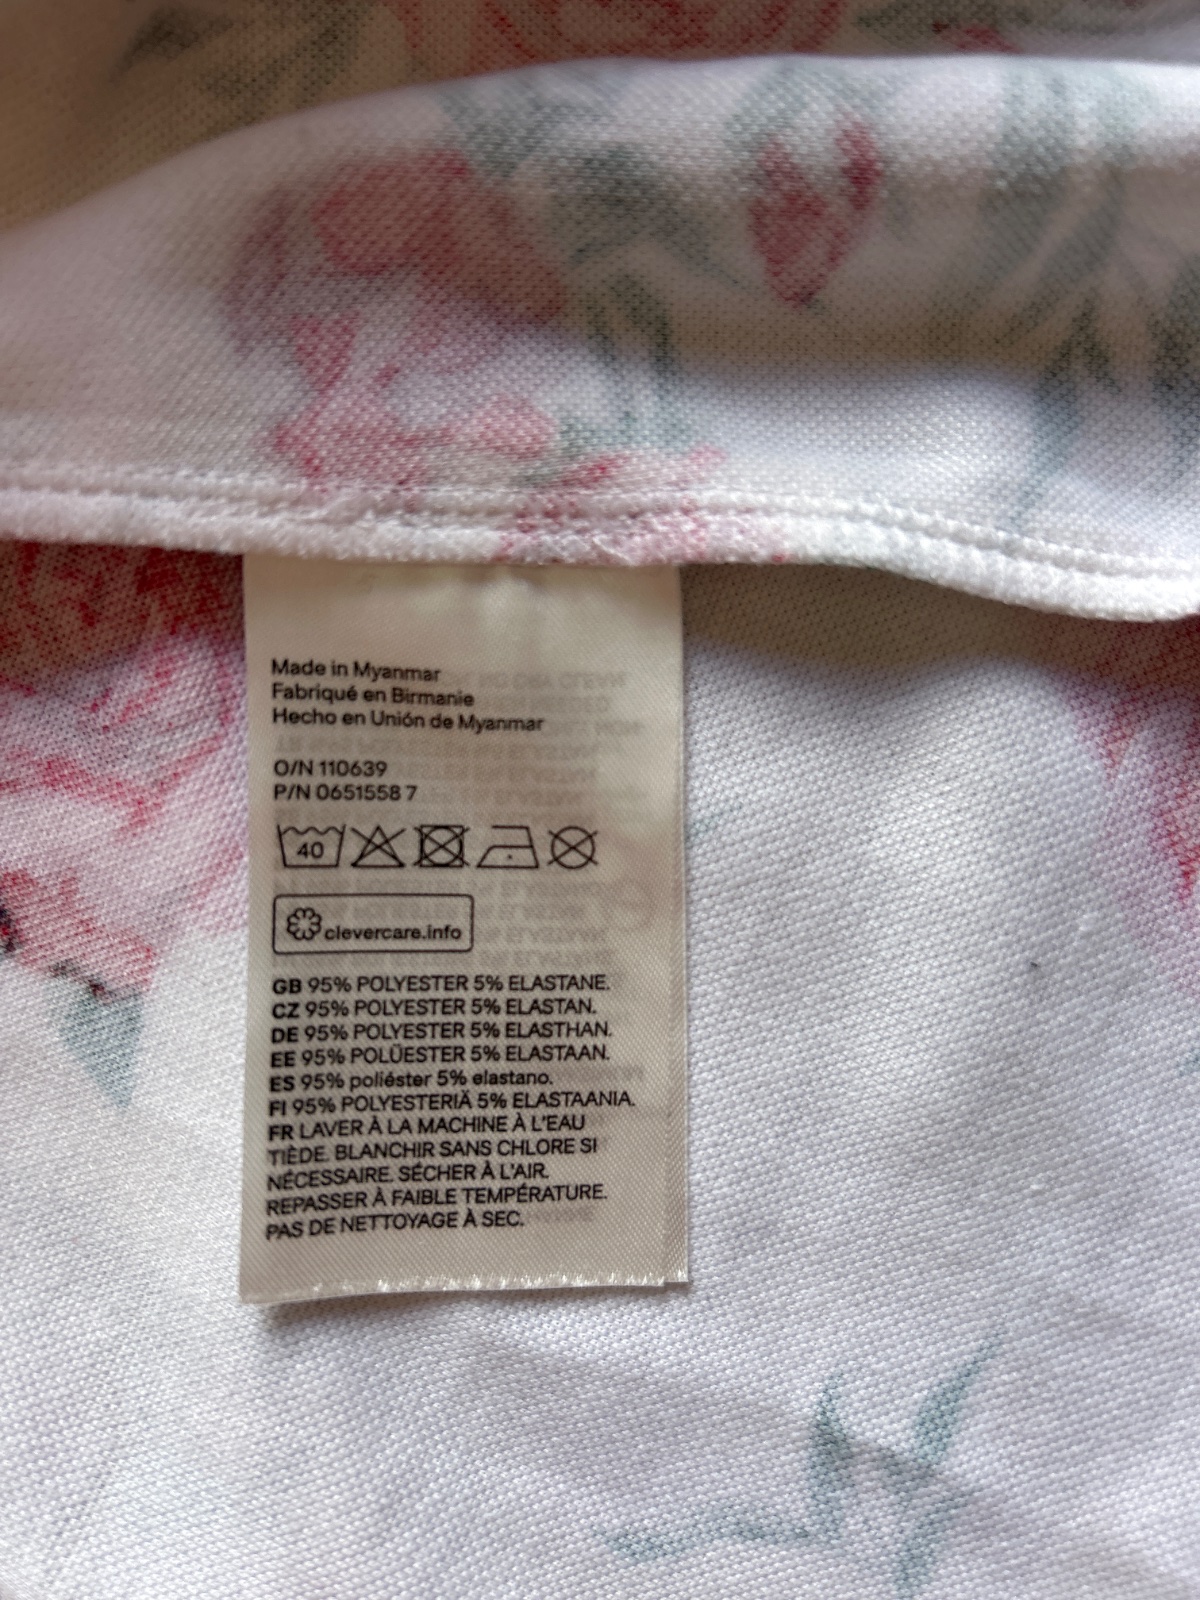 Made in Myanmar
Fabriqué en Birmanie
Hecho en Unión de Myanmar
O/N 110639
P/N 0651558 7
40
clevercare.info
GB 95% POLYESTER 5% ELASTANE.
CZ 95% POLYESTER 5% ELASTAN.
DE 95% POLYESTER 5% ELASTHAN.
EE 95% POLÜESTER 5% ELASTAAN.
ES 95% poliéster 5% elastano.
FI 95% POLYESTERIÄ 5% ELASTAANIA.
FR LAVER À LA MACHINE À L'EAU
TIÈDE. BLANCHIR SANS CHLORE SI
NÉCESSAIRE. SÉCHER À L'AIR.
REPASSER À FAIBLE TEMPÉRATURE.
PAS DE NETTOYAGE À SEC.